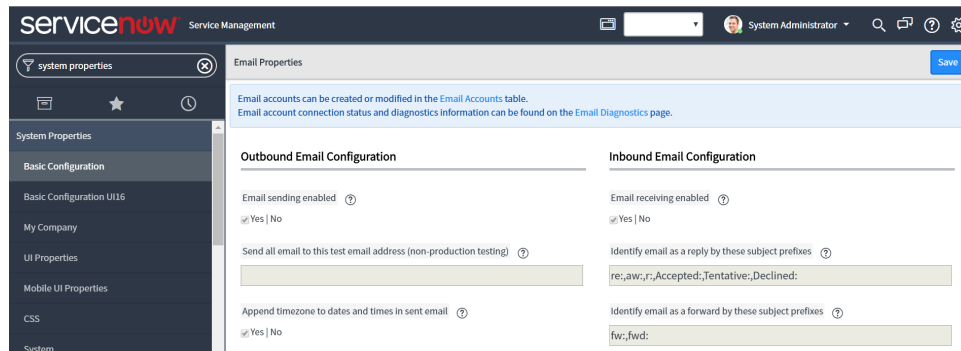 servicenow Service Management
System Administrator
system properties
Email Properties
Save
Email accounts can be created or modified in the Email Accounts table.
Email account connection status and diagnostics information can be found on the Email Diagnostics page.
System Properties
Basic Configuration
Basic Configuration UI16
My Company
UI Properties
Mobile UI Properties
CSS
System
Outbound Email Configuration
Email sending enabled
Yes | No
Send all email to this test email address (non-production testing)
Append timezone to dates and times in sent email
Yes | No
Inbound Email Configuration
Email receiving enabled
Yes | No
Identify email as a reply by these subject prefixes
re:,aw:,r:,Accepted:,Tentative:,Declined:
Identify email as a forward by these subject prefixes
fw:,fwd: